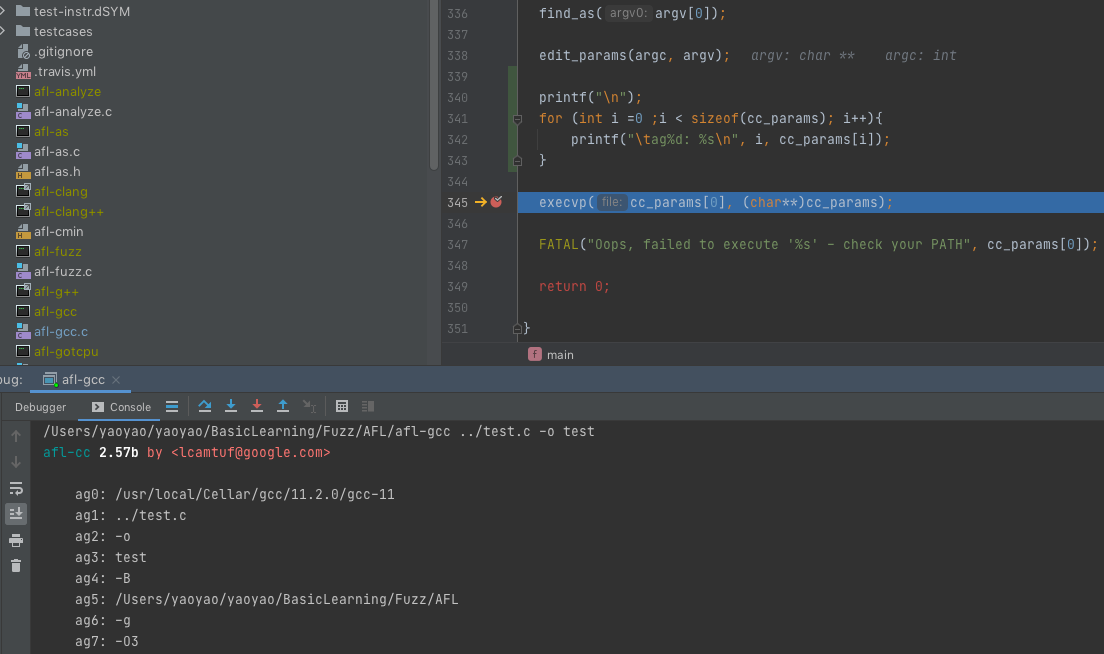 test-instr.dSYM
testcases
.gitignore
.travis.yml
afl-analyze
afl-analyze.c
afl-as
afl-as.c
afl-as.h
afl-clang
afl-clang++
afl-cmin
afl-fuzz
afl-fuzz.c
afl-g++
afl-gcc
afl-gcc.c
afl-gotcpu
336 find_as( argv0: argv[0]);
337
338 edit_params(argc, argv); argv: char ** argc: int
339
340 printf("\n");
341 for (int i =0 ;i < sizeof(cc_params); i++){
342 printf("\tag%d: %s\n", i, cc_params[i]);
343 }
344
345 execvp( file: cc_params[0], (char**)cc_params);
346
347 FATAL("Oops, failed to execute '%s' - check your PATH", cc_params[0]);
348
349 return 0;
350
351 }
f main
bug: afl-gcc
Debugger Console
/Users/yaoyao/yaoyao/BasicLearning/Fuzz/AFL/afl-gcc ../test.c -o test
afl-cc 2.57b by <lcamtuf@google.com>
ag0: /usr/local/Cellar/gcc/11.2.0/gcc-11
ag1: ../test.c
ag2: -o
ag3: test
ag4: -B
ag5: /Users/yaoyao/yaoyao/BasicLearning/Fuzz/AFL
ag6: -g
ag7: -O3